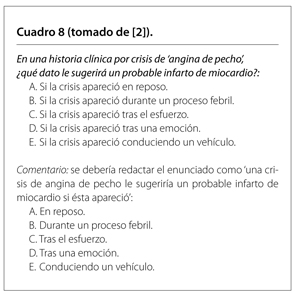 Cuadro 8 (tomado de [2]).
En una historia clínica por crisis de ‘angina de pecho’,
¿qué dato le sugerirá un probable infarto de miocardio?:
A. Si la crisis apareció en reposo.
B. Si la crisis apareció durante un proceso febril.
C. Si la crisis apareció tras el esfuerzo.
D. Si la crisis apareció tras una emoción.
E. Si la crisis apareció conduciendo un vehículo.
Comentario: se debería redactar el enunciado como ‘una cri-
sis de angina de pecho le sugeriría un probable infarto de
miocardio si ésta apareció’:
A. En reposo.
B. Durante un proceso febril.
C. Tras el esfuerzo.
D. Tras una emoción.
E. Conduciendo un vehículo.